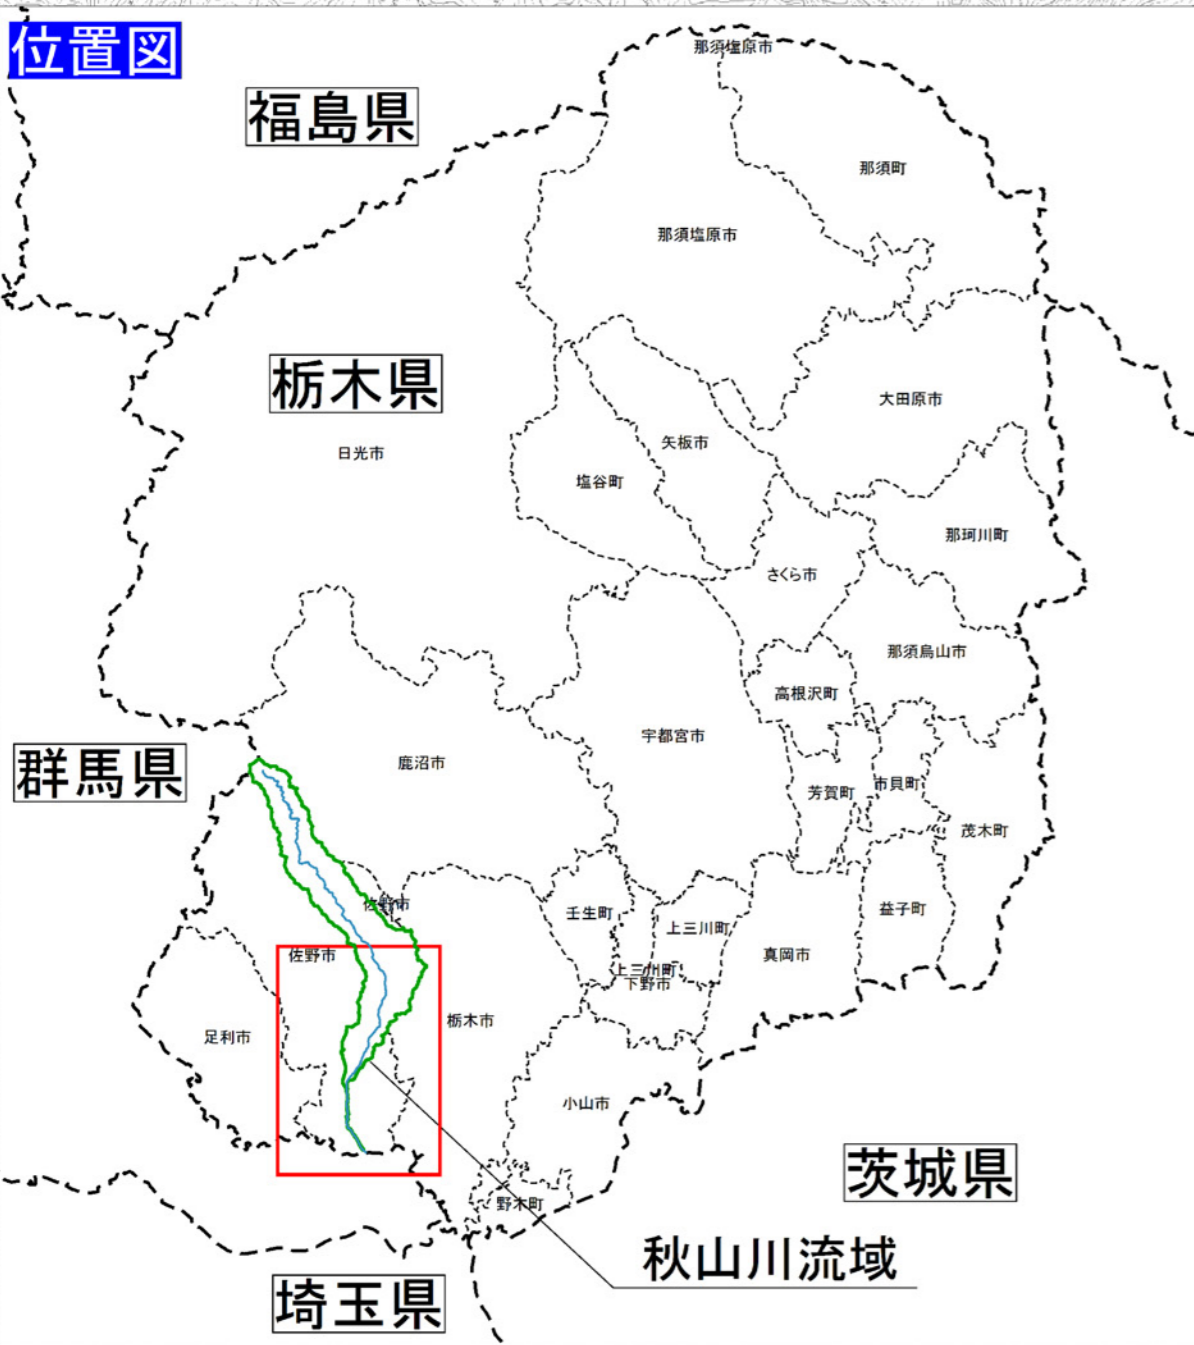 位置図
那須塩原市
福島県
那須町
那須塩原市
栃木県
大田原市
矢板市
日光市
塩谷町
那珂川町
さくら市
那須烏山市
高根沢町
宇都宮市
群馬県
鹿沼市
市貝町
芳賀町
茂木町
佐野市
壬生町
益子町
上三川町
佐野市
真岡市
上三川町
下野市
栃木市
足利市
小山市
茨城県
野木町
秋山川流域
埼玉県